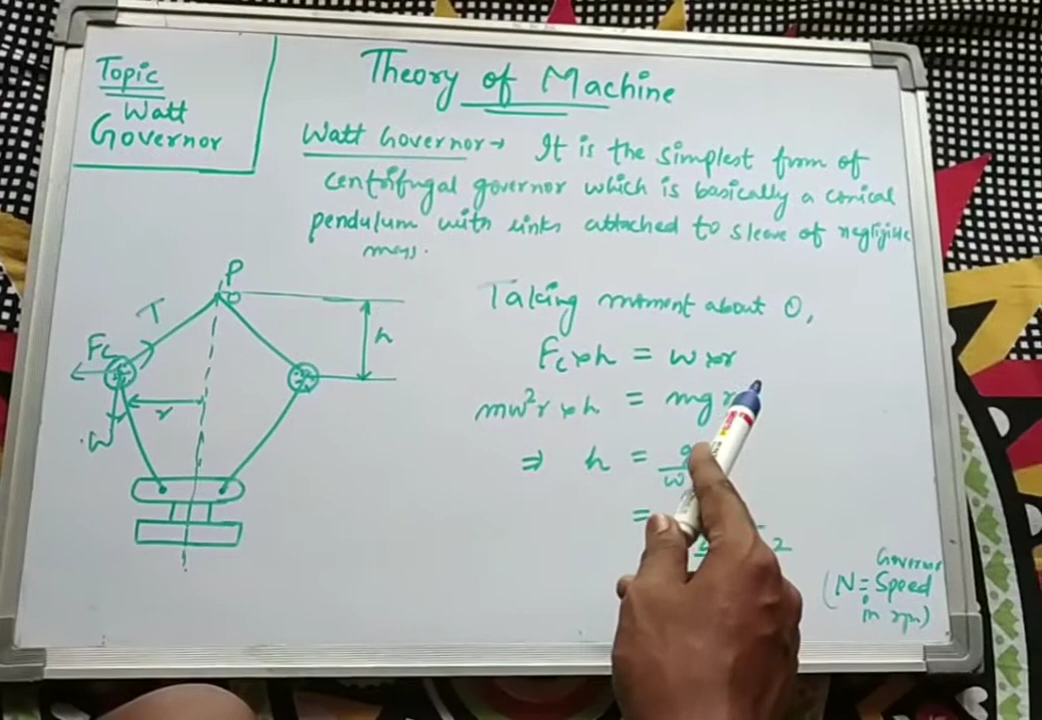 Topic
Watt
Governor
Theory of Machine
Watt Governor → It is the simplest from of
centrifugal governor which is basically a conical
pendulum with links attached to sleave of negligible
mass.
P
T
h
Fc
r
W
Taking moment about O,
Fc × h = w × r
mω²r × h = mg
⇒ h = g
ω
=
2
Governor
(N = Speed
in rpm)